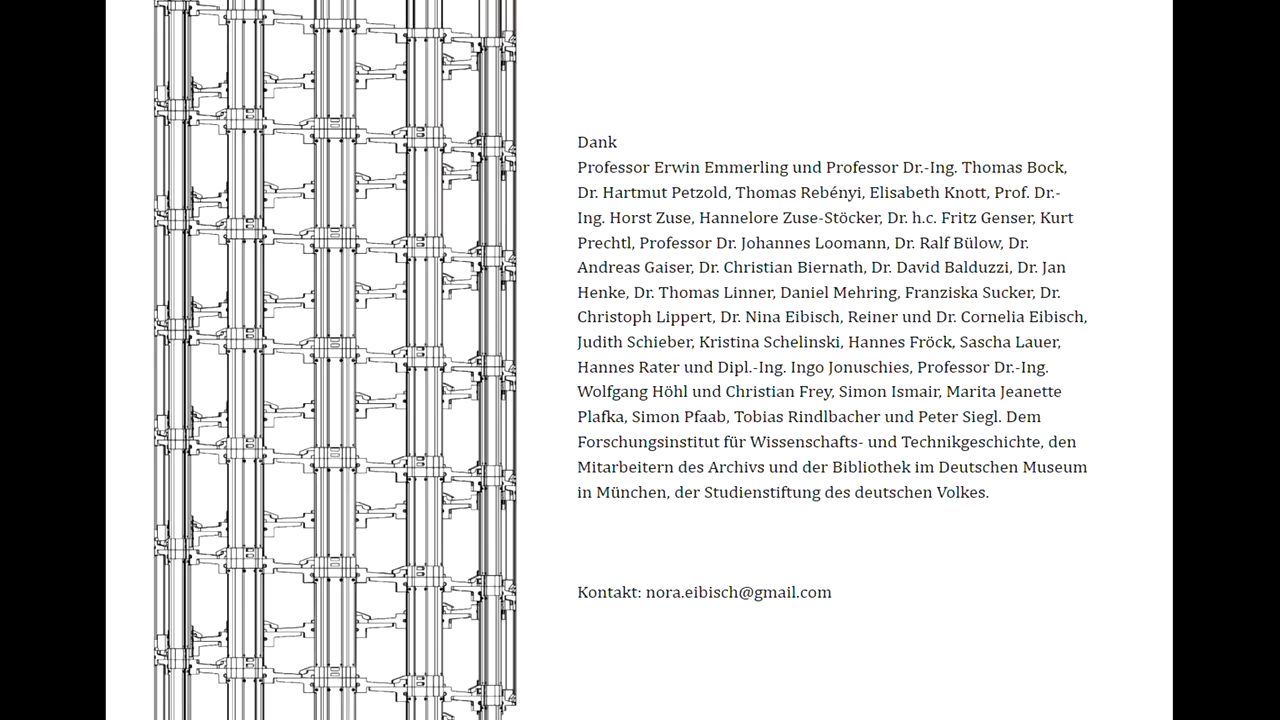 Dank
Professor Erwin Emmerling und Professor Dr.-Ing. Thomas Bock,
Dr. Hartmut Petzold, Thomas Rebényi, Elisabeth Knott, Prof. Dr.-
Ing. Horst Zuse, Hannelore Zuse-Stöcker, Dr. h.c. Fritz Genser, Kurt
Prechtl, Professor Dr. Johannes Loomann, Dr. Ralf Bülow, Dr.
Andreas Gaiser, Dr. Christian Biernath, Dr. David Balduzzi, Dr. Jan
Henke, Dr. Thomas Linner, Daniel Mehring, Franziska Sucker, Dr.
Christoph Lippert, Dr. Nina Eibisch, Reiner und Dr. Cornelia Eibisch,
Judith Schieber, Kristina Schelinski, Hannes Fröck, Sascha Lauer,
Hannes Rater und Dipl.-Ing. Ingo Jonuschies, Professor Dr.-Ing.
Wolfgang Höhl und Christian Frey, Simon Ismair, Marita Jeanette
Plafka, Simon Pfaab, Tobias Rindlbacher und Peter Siegl. Dem
Forschungsinstitut für Wissenschafts- und Technikgeschichte, den
Mitarbeitern des Archivs und der Bibliothek im Deutschen Museum
in München, der Studienstiftung des deutschen Volkes.
Kontakt: nora.eibisch@gmail.com